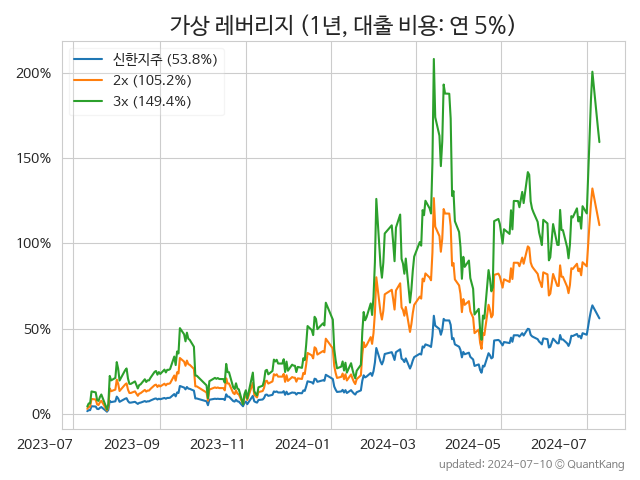 가상 레버리지 (1년, 대출 비용: 연 5%)
신한지주 (53.8%)
2x (105.2%)
3x (149.4%)
200%
150%
100%
50%
0%
2023-07 2023-09 2023-11 2024-01 2024-03 2024-05 2024-07
updated: 2024-07-10 © QuantKang